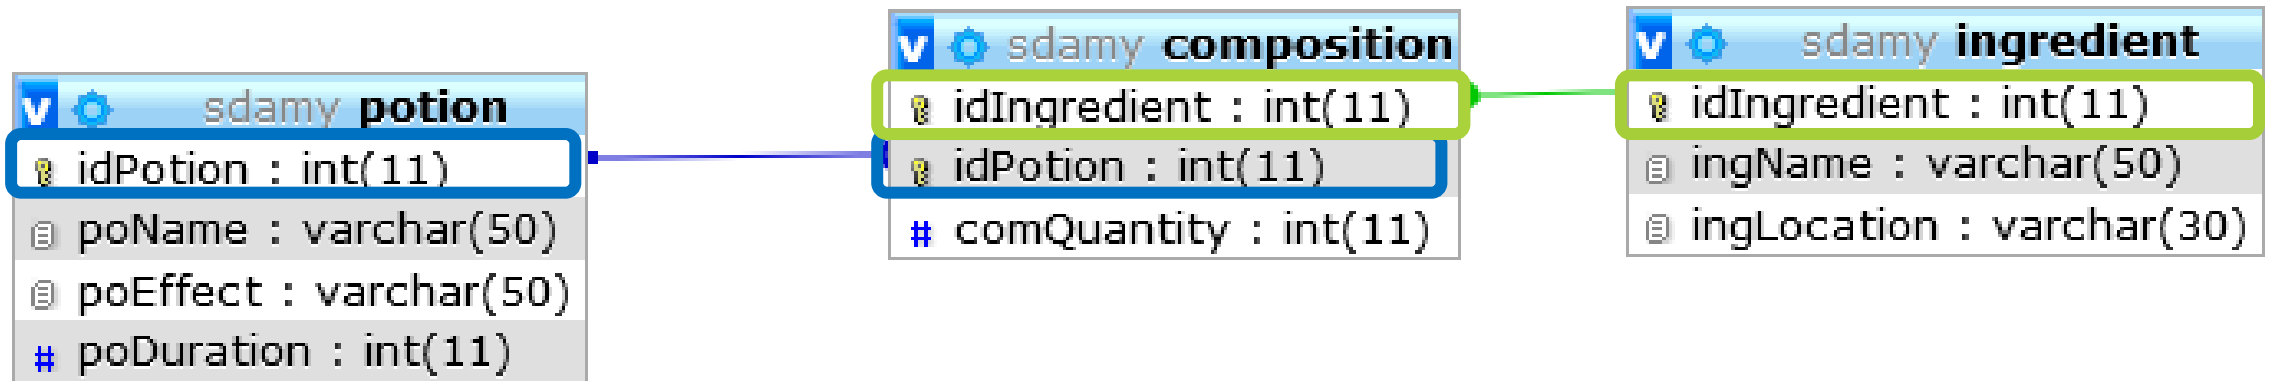 sdamy potion
idPotion : int(11)
poName : varchar(50)
poEffect : varchar(50)
# poDuration : int(11)
v sdamy composition
idIngredient : int(11)
idPotion : int(11)
# comQuantity : int(11)
v sdamy ingredient
idIngredient : int(11)
ingName : varchar(50)
ingLocation : varchar(30)